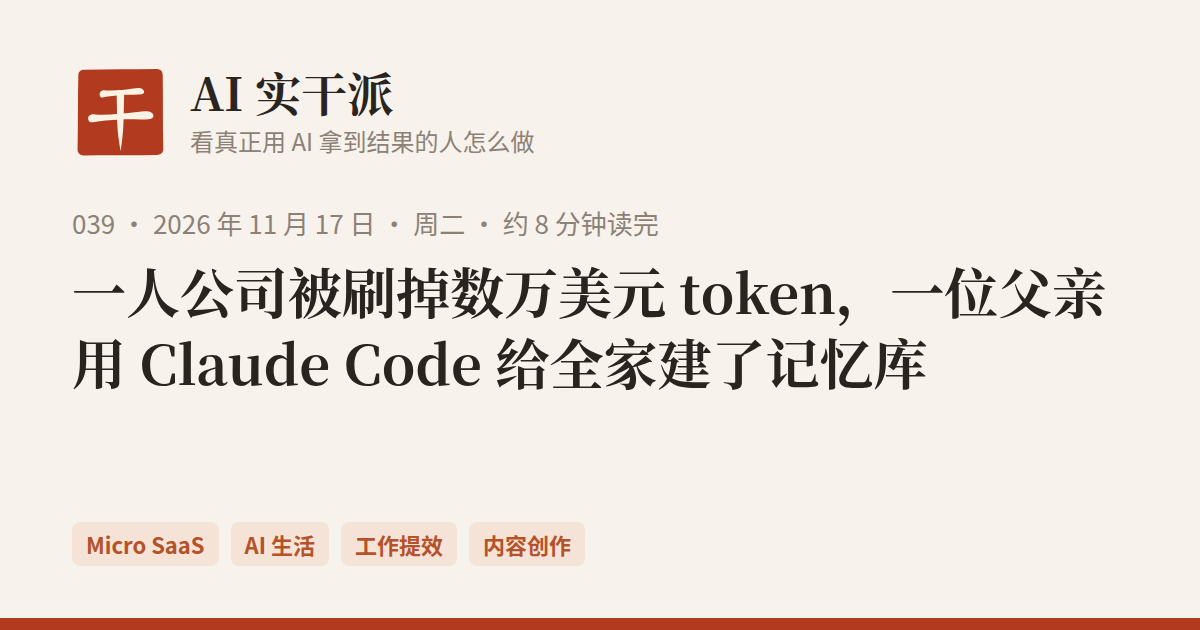 干
AI 实干派
看真正用 AI 拿到结果的人怎么做
039 · 2026 年 11 月 17 日 · 周二 · 约 8 分钟读完
一人公司被刷掉数万美元 token，一位父亲
用 Claude Code 给全家建了记忆库
Micro SaaS
AI 生活
工作提效
内容创作